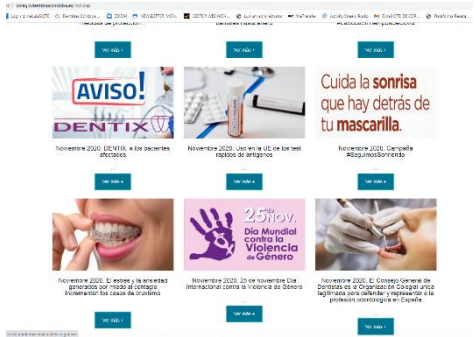 medidas de protección...
Ver más »
Ver más »
Ver más »
AVISO!
DENTIX
Cuida la sonrisa
que hay detrás de
tu mascarilla.
Noviembre 2020. DENTIX: a los pacientes
afectados
Noviembre 2020. Uso en la UE de los test
rápidos de antígenos
Noviembre 2020. Campaña
#SeguimosSonriendo
...
...
...
Ver más »
Ver más »
Ver más »
25 de
NOV.
Día Mundial
contra la
Violencia
de Género
Noviembre 2020. El estrés y la ansiedad
generados por miedo al contagio
incrementan los casos de bruxismo
Noviembre 2020. 25 de noviembre Día
Internacional contra la Violencia de Género
Noviembre 2020. El Consejo General de
Dentistas es la Organización Colegial única
legitimada para defender y representar a la
profesión odontológica en España
...
...
...
Ver más »
Ver más »
Ver más »